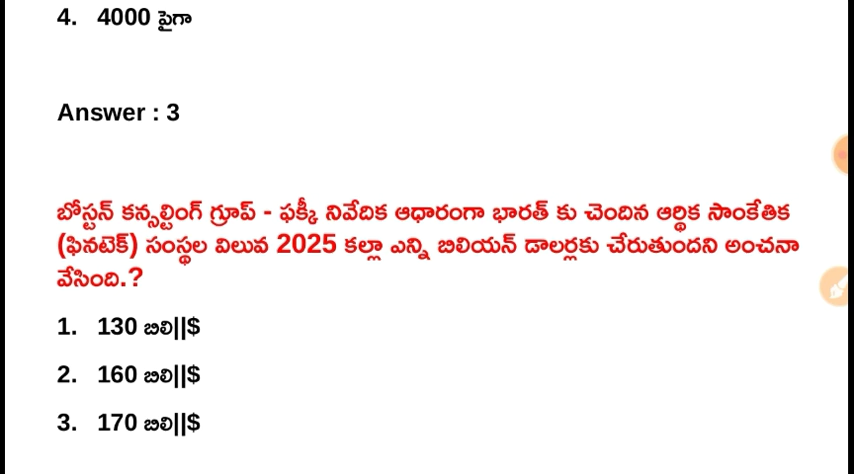 4. 4000 పైగా
Answer : 3
బోస్టన్ కన్సల్టింగ్ గ్రూప్ - ఫక్కీ నివేదిక ఆధారంగా భారత్ కు చెందిన ఆర్థిక సాంకేతిక
(ఫినటెక్) సంస్థల విలువ 2025 కల్లా ఎన్ని బిలియన్ డాలర్లకు చేరుతుందని అంచనా
వేసింది.?
1. 130 బిలి||$
2. 160 బిలి||$
3. 170 బిలి||$